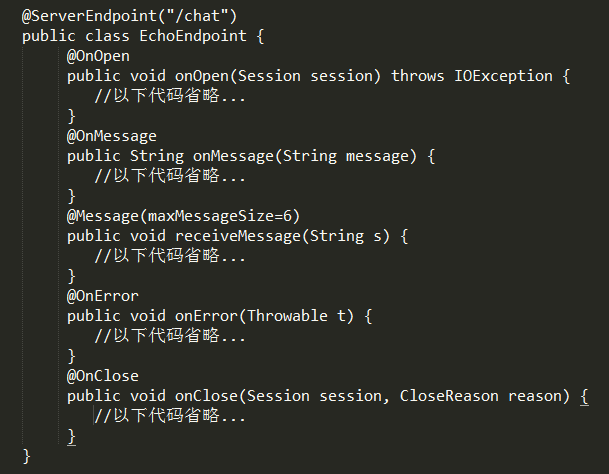 @ServerEndpoint("/chat")
public class EchoEndpoint {
@OnOpen
public void onOpen(Session session) throws IOException {
//以下代码省略...
}
@OnMessage
public String onMessage(String message) {
//以下代码省略...
}
@Message(maxMessageSize=6)
public void receiveMessage(String s) {
//以下代码省略...
}
@OnError
public void onError(Throwable t) {
//以下代码省略...
}
@OnClose
public void onClose(Session session, CloseReason reason) {
//以下代码省略...
}
}